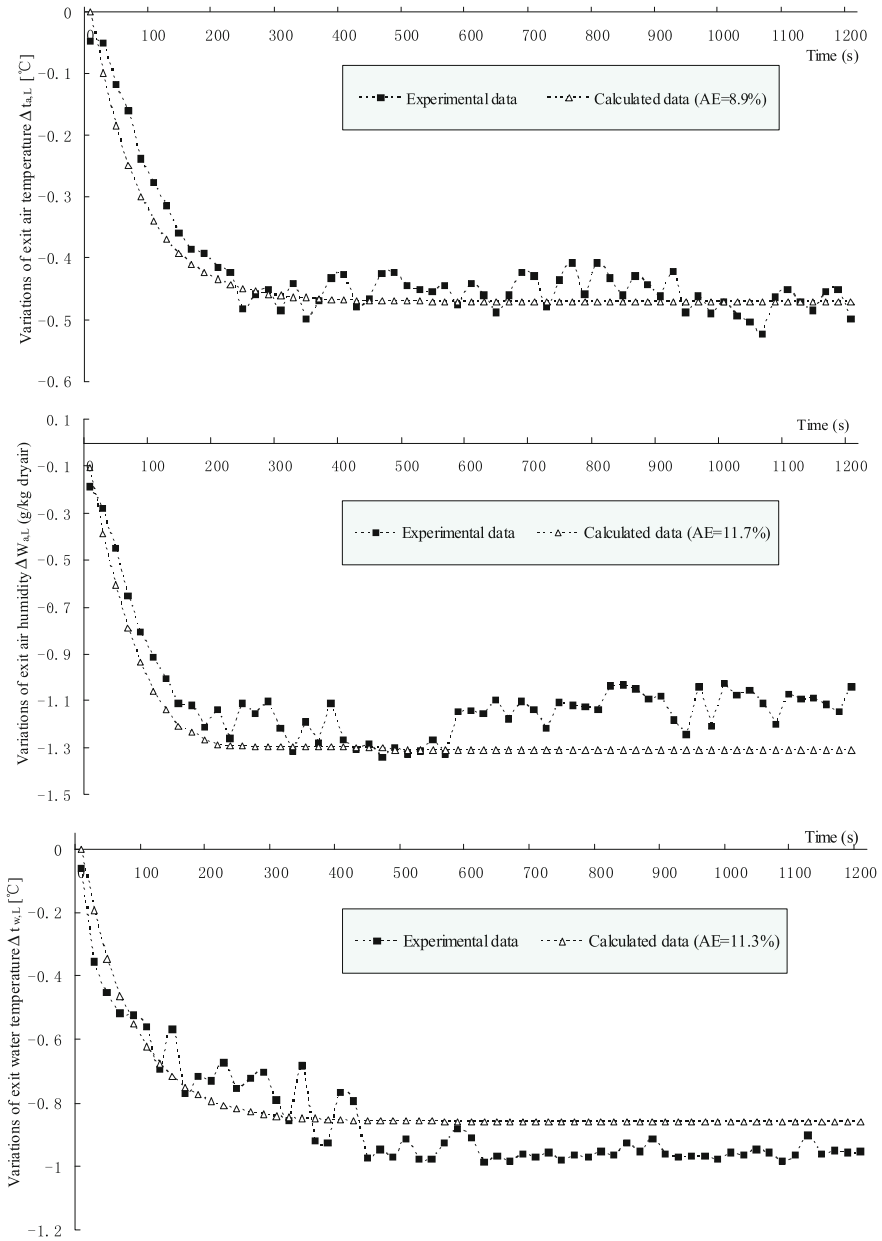 0
0 100 200 300 400 500 600 700 800 900 1000 1100 1200
Time (s)
-0.1
-0.2
-0.3
-0.4
-0.5
-0.6
Variations of exit air temperature Δ ta,L [℃]
Experimental data
Calculated data (AE=8.9%)
0.1
Time (s)
-0.1
0 100 200 300 400 500 600 700 800 900 1000 1100 1200
-0.3
-0.5
-0.7
-0.9
-1.1
-1.3
-1.5
Variations of exit air humidity ΔWa,L (g/kg dryair)
Experimental data
Calculated data (AE=11.7%)
Time (s)
0
0 100 200 300 400 500 600 700 800 900 1000 1100 1200
-0.2
-0.4
-0.6
-0.8
-1
-1.2
Variations of exit water temperature Δ tw,L [℃]
Experimental data
Calculated data (AE=11.3%)